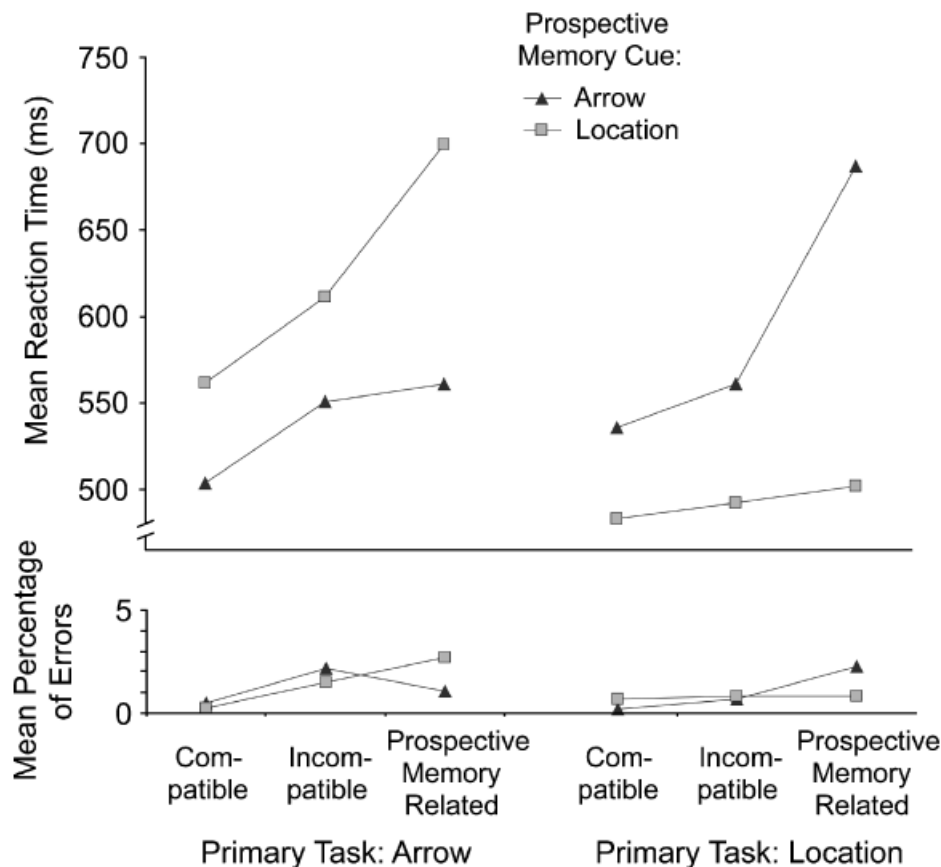 Prospective
Memory Cue:
Arrow
Location
Mean Reaction Time (ms)
750
700
650
600
550
500
Mean Percentage
of Errors
5
0
Com-
patible
Incom-
patible
Prospective
Memory
Related
Com-
patible
Incom-
patible
Prospective
Memory
Related
Primary Task: Arrow
Primary Task: Location